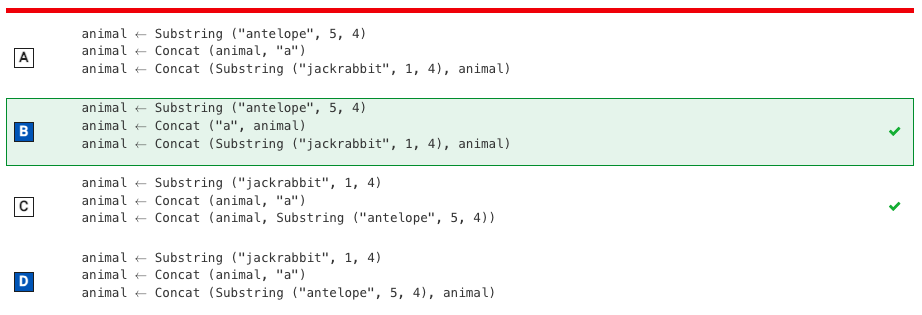 animal ← Substring ("antelope", 5, 4)
A animal ← Concat (animal, "a")
animal ← Concat (Substring ("jackrabbit", 1, 4), animal)
animal ← Substring ("antelope", 5, 4)
B animal ← Concat ("a", animal)
animal ← Concat (Substring ("jackrabbit", 1, 4), animal)
animal ← Substring ("jackrabbit", 1, 4)
C animal ← Concat (animal, "a")
animal ← Concat (animal, Substring ("antelope", 5, 4))
animal ← Substring ("jackrabbit", 1, 4)
D animal ← Concat (animal, "a")
animal ← Concat (Substring ("antelope", 5, 4), animal)